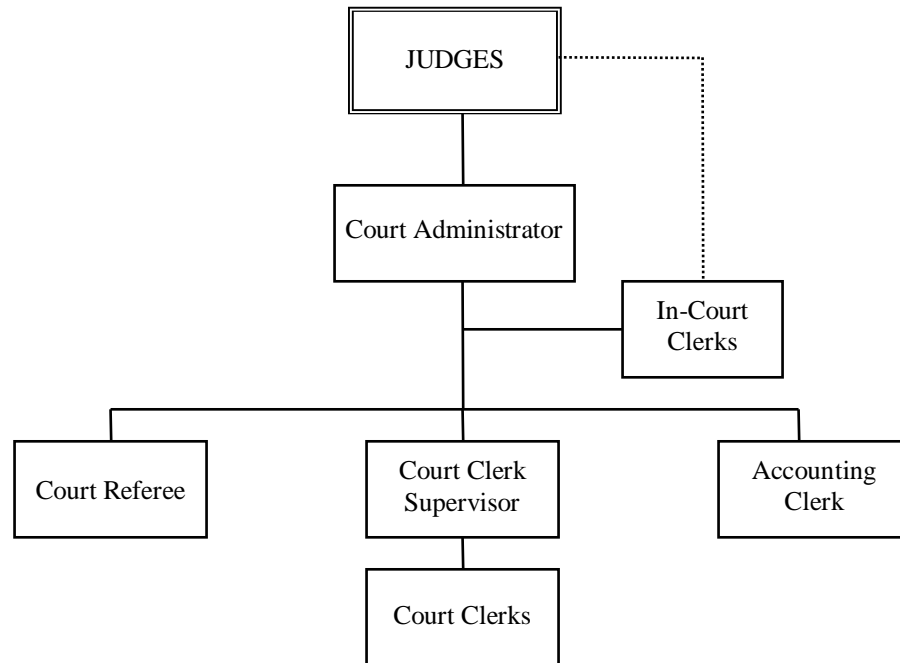 JUDGES
Court Administrator
In-Court
Clerks
Court Referee
Court Clerk
Supervisor
Accounting
Clerk
Court Clerks